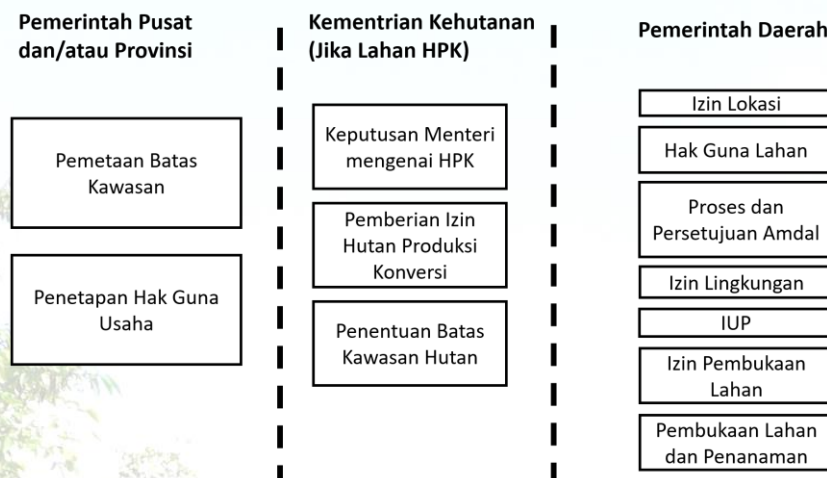 Pemerintah Pusat
dan/atau Provinsi
Pemetaan Batas
Kawasan
Penetapan Hak Guna
Usaha
Kementrian Kehutanan
(Jika Lahan HPK)
Keputusan Menteri
mengenai HPK
Pemberian Izin
Hutan Produksi
Konversi
Penentuan Batas
Kawasan Hutan
Pemerintah Daerah
Izin Lokasi
Hak Guna Lahan
Proses dan
Persetujuan Amdal
Izin Lingkungan
IUP
Izin Pembukaan
Lahan
Pembukaan Lahan
dan Penanaman